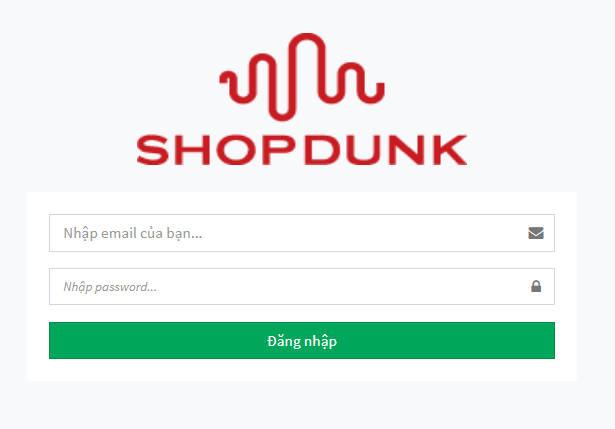 SHOPDUNK
Nhập email của bạn...
Nhập password...
Đăng nhập